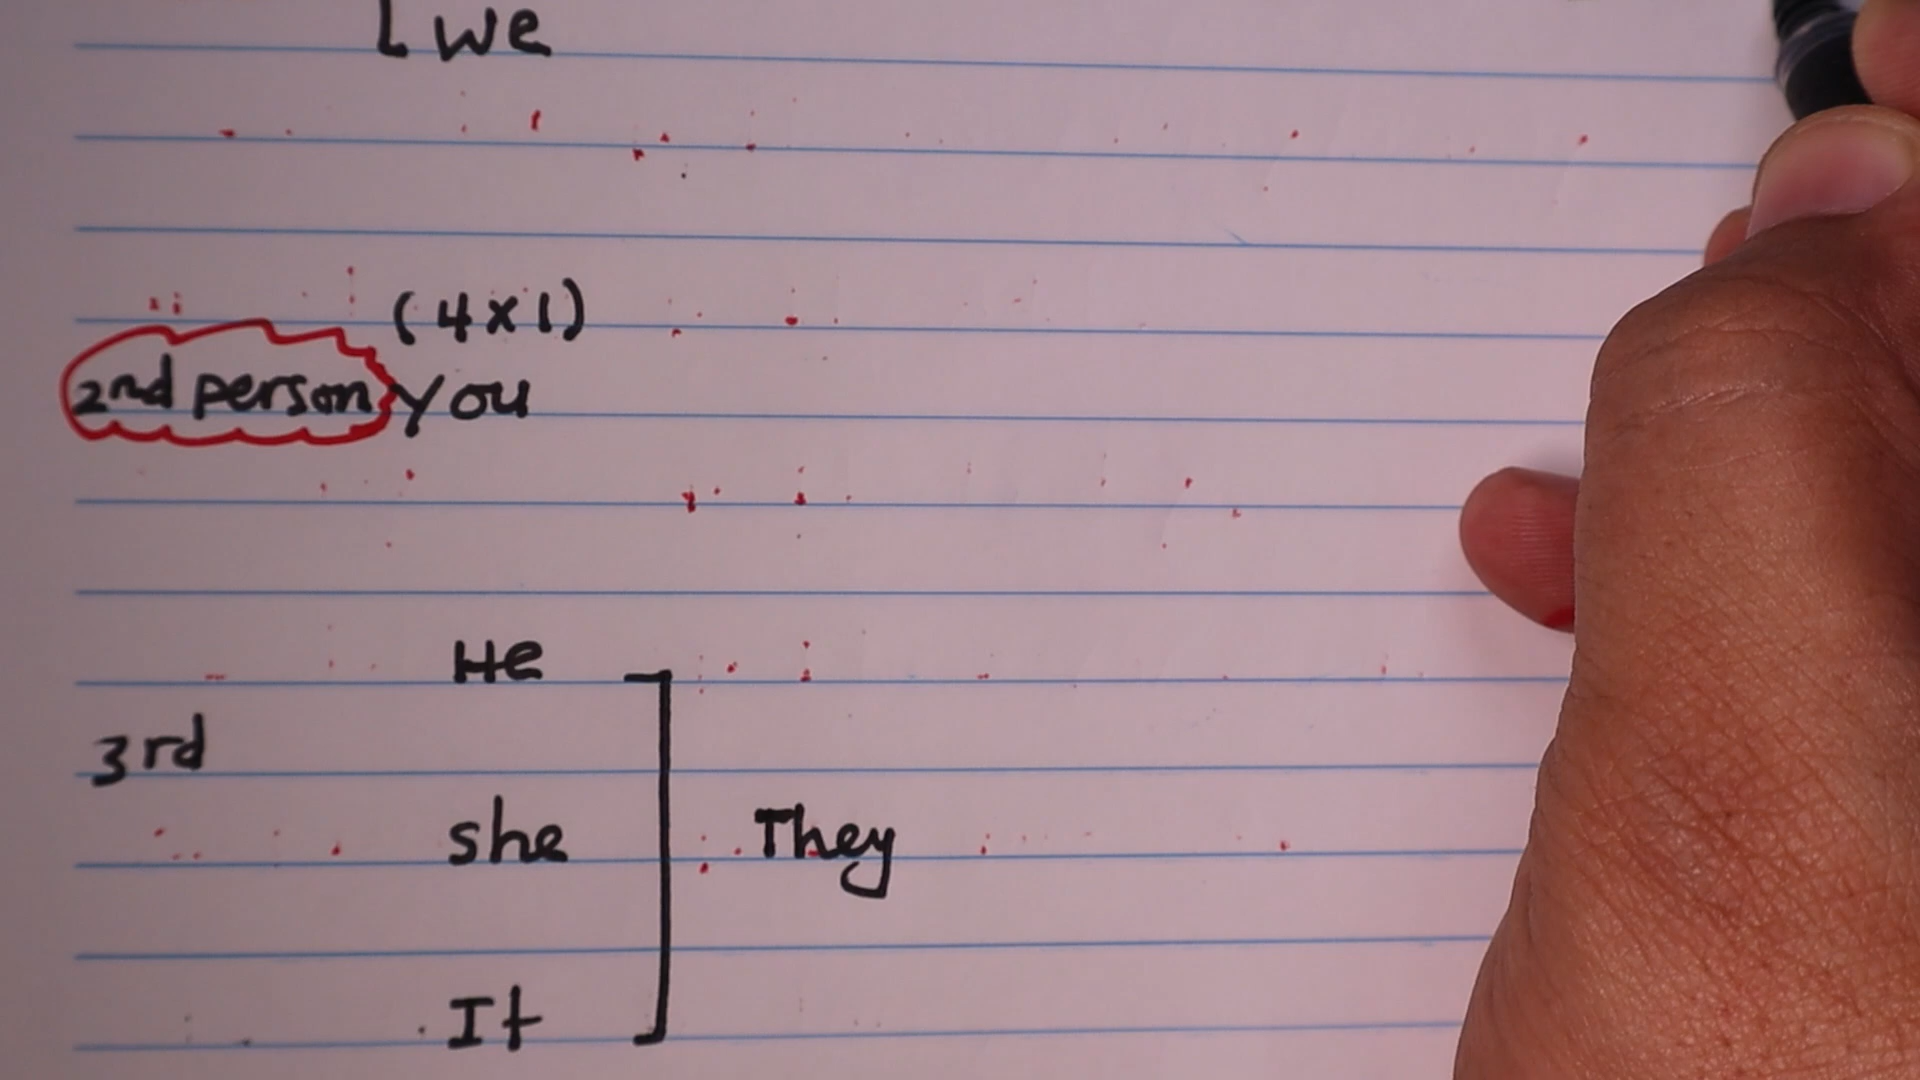 we
(4x1)
2nd person you
He
3rd
she They
It